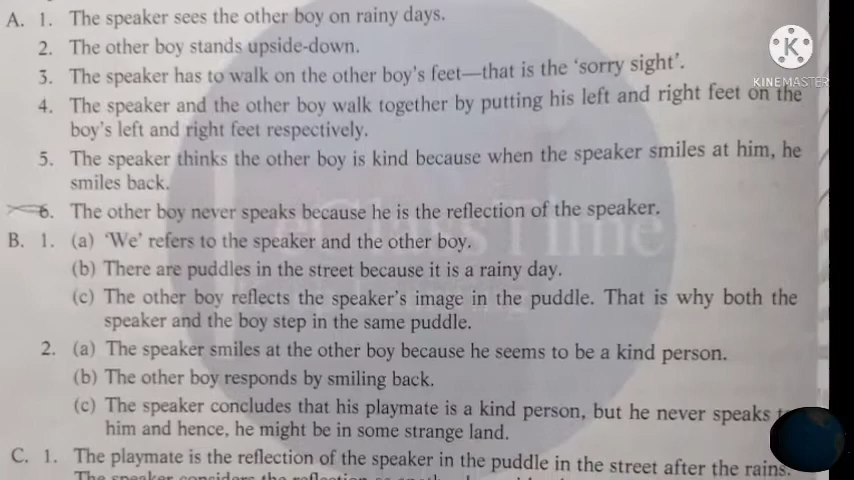 A. 1. The speaker sees the other boy on rainy days.
2. The other boy stands upside-down.
3. The speaker has to walk on the other boy's feet—that is the 'sorry sight'.
4. The speaker and the other boy walk together by putting his left and right feet on the
boy's left and right feet respectively.
5. The speaker thinks the other boy is kind because when the speaker smiles at him, he
smiles back.
6. The other boy never speaks because he is the reflection of the speaker.
B. 1. (a) 'We' refers to the speaker and the other boy.
(b) There are puddles in the street because it is a rainy day.
(c) The other boy reflects the speaker's image in the puddle. That is why both the
speaker and the boy step in the same puddle.
2. (a) The speaker smiles at the other boy because he seems to be a kind person.
(b) The other boy responds by smiling back.
(c) The speaker concludes that his playmate is a kind person, but he never speaks
him and hence, he might be in some strange land.
C. 1. The playmate is the reflection of the speaker in the puddle in the street after the rains.
The speaker considers the reflection
K
KINEMASTER
Time